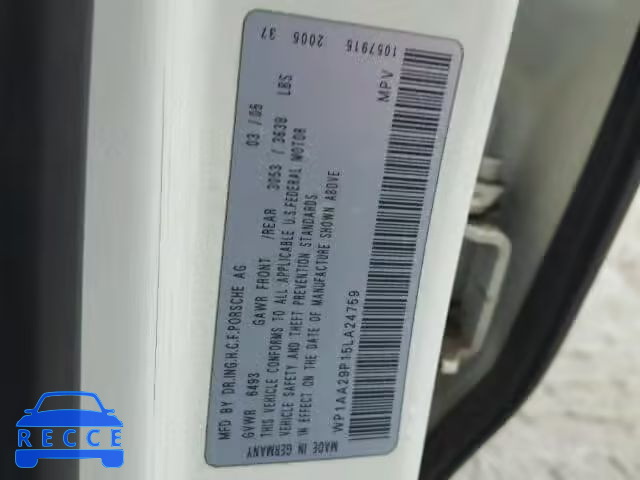 37 2005 1057915
MFD BY DR.ING.H.C.F.PORSCHE AG 03 / 05
GVWR 6493 GAWR FRONT /REAR 3053 / 3638 LBS
VEHICLE CONFORMS TO ALL APPLICABLE U.S.FEDERAL MOTOR
VEHICLE SAFETY AND THEFT PREVENTION STANDARDS
IN EFFECT ON THE DATE OF MANUFACTURE SHOWN ABOVE
MADE IN GERMANY
MPV
WP1AA29P15LA24759
RECCE